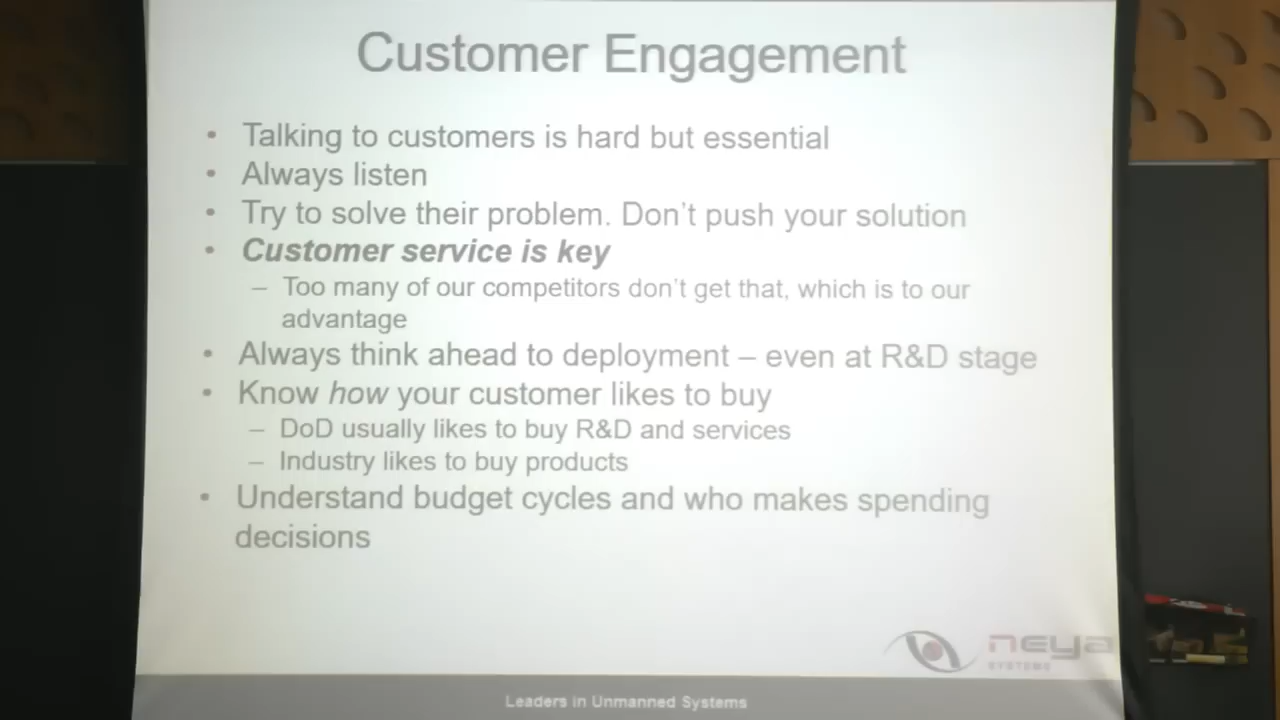 Customer Engagement
• Talking to customers is hard but essential
• Always listen
• Try to solve their problem. Don't push your solution
• Customer service is key
– Too many of our competitors don't get that, which is to our
advantage
• Always think ahead to deployment – even at R&D stage
• Know how your customer likes to buy
– DoD usually likes to buy R&D and services
– Industry likes to buy products
• Understand budget cycles and who makes spending
decisions
neya
SYSTEMS
Leaders in Unmanned Systems